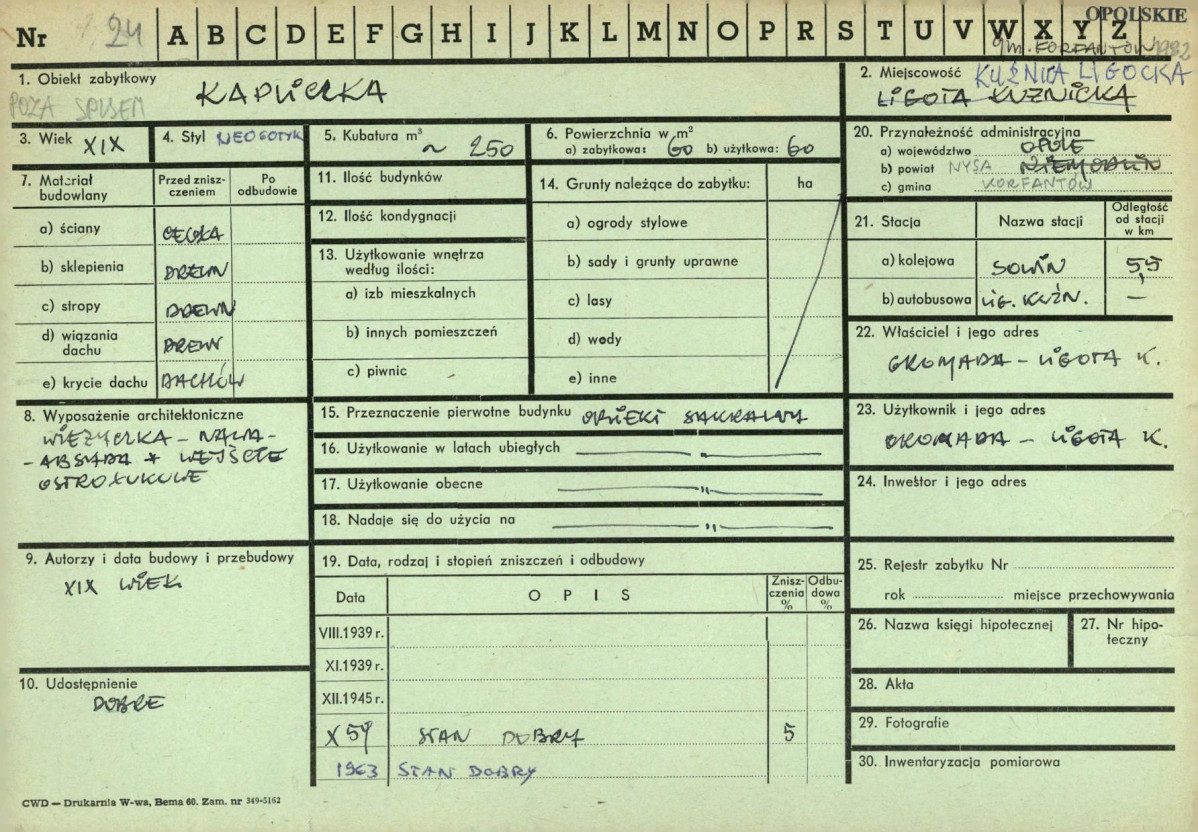 OPOLSKIE
Nr 24 A B C D E F G H I J K L M N O P R S T U V W X Y Z
gm. KORFANTÓW 1982
1. Obiekt zabytkowy KAPLICZKA
POZA SPISEM
2. Miejscowość KUŹNICA LIGOCKA
LIGOTA KUZNICKA
3. Wiek XIX
4. Styl NEOGOTYK
5. Kubatura m³ ~ 250
6. Powierzchnia w m²
a) zabytkowa: 60 b) użytkowa: 60
20. Przynależność administracyjna
a) województwo OPOLE
b) powiat NYSA NIEMODLIN
c) gmina KORFANTÓW
7. Materiał budowlany
Przed znisz-
czeniem
Po
odbudowie
a) ściany CEGŁA
b) sklepienia DREWN
c) stropy DREWN
d) wiązania
dachu DREWN
e) krycie dachu DACHÓW
11. Ilość budynków
12. Ilość kondygnacji
13. Użytkowanie wnętrza
według ilości:
a) izb mieszkalnych
b) innych pomieszczeń
c) piwnic
14. Grunty należące do zabytku: ha
a) ogrody stylowe
b) sady i grunty uprawne
c) lasy
d) wody
e) inne
21. Stacja Nazwa stacji
Odległość
od stacji
w km
a) kolejowa SOWIN 5,5
b) autobusowa LIG. KUŹN. —
22. Właściciel i jego adres
GROMADA – LIGOTA K.
8. Wyposażenie architektoniczne
WIEŻYCZKA – NAWA –
– ABSYDA + WEJŚCIE
OSTROŁUKOWE
15. Przeznaczenie pierwotne budynku OBIEKT SAKRALNY
16. Użytkowanie w latach ubiegłych — „ —
17. Użytkowanie obecne — „ —
18. Nadaje się do użycia na — „ —
23. Użytkownik i jego adres
GROMADA – LIGOTA K.
24. Inwestor i jego adres
9. Autorzy i data budowy i przebudowy
XIX WIEK
19. Data, rodzaj i stopień zniszczeń i odbudowy
Data OPIS
Znisz-
czenia
%
Odbu-
dowa
%
VIII.1939 r.
XI.1939 r.
XII.1945 r.
X 59 STAN DOBRY 5
1963 STAN DOBRY
25. Rejestr zabytku Nr
rok miejsce przechowywania
26. Nazwa księgi hipotecznej
27. Nr hipo-
teczny
10. Udostępnienie
DOBRE
28. Akta
29. Fotografie
30. Inwentaryzacja pomiarowa
CWD — Drukarnia W-wa, Bema 60. Zam. nr 349-5162